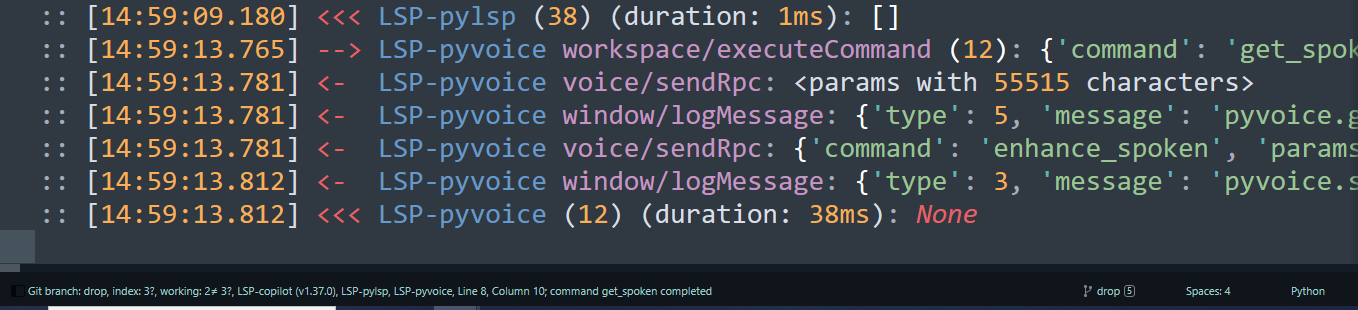 :: [14:59:09.180] <<< LSP-pylsp (38) (duration: 1ms): []
:: [14:59:13.765] --> LSP-pyvoice workspace/executeCommand (12): {'command': 'get_spok
:: [14:59:13.781] <- LSP-pyvoice voice/sendRpc: <params with 55515 characters>
:: [14:59:13.781] <- LSP-pyvoice window/logMessage: {'type': 5, 'message': 'pyvoice.g
:: [14:59:13.781] <- LSP-pyvoice voice/sendRpc: {'command': 'enhance_spoken', 'params
:: [14:59:13.812] <- LSP-pyvoice window/logMessage: {'type': 3, 'message': 'pyvoice.s
:: [14:59:13.812] <<< LSP-pyvoice (12) (duration: 38ms): None
Git branch: drop, index: 3?, working: 2≠ 3?, LSP-copilot (v1.37.0), LSP-pylsp, LSP-pyvoice, Line 8, Column 10; command get_spoken completed drop 5 Spaces: 4 Python